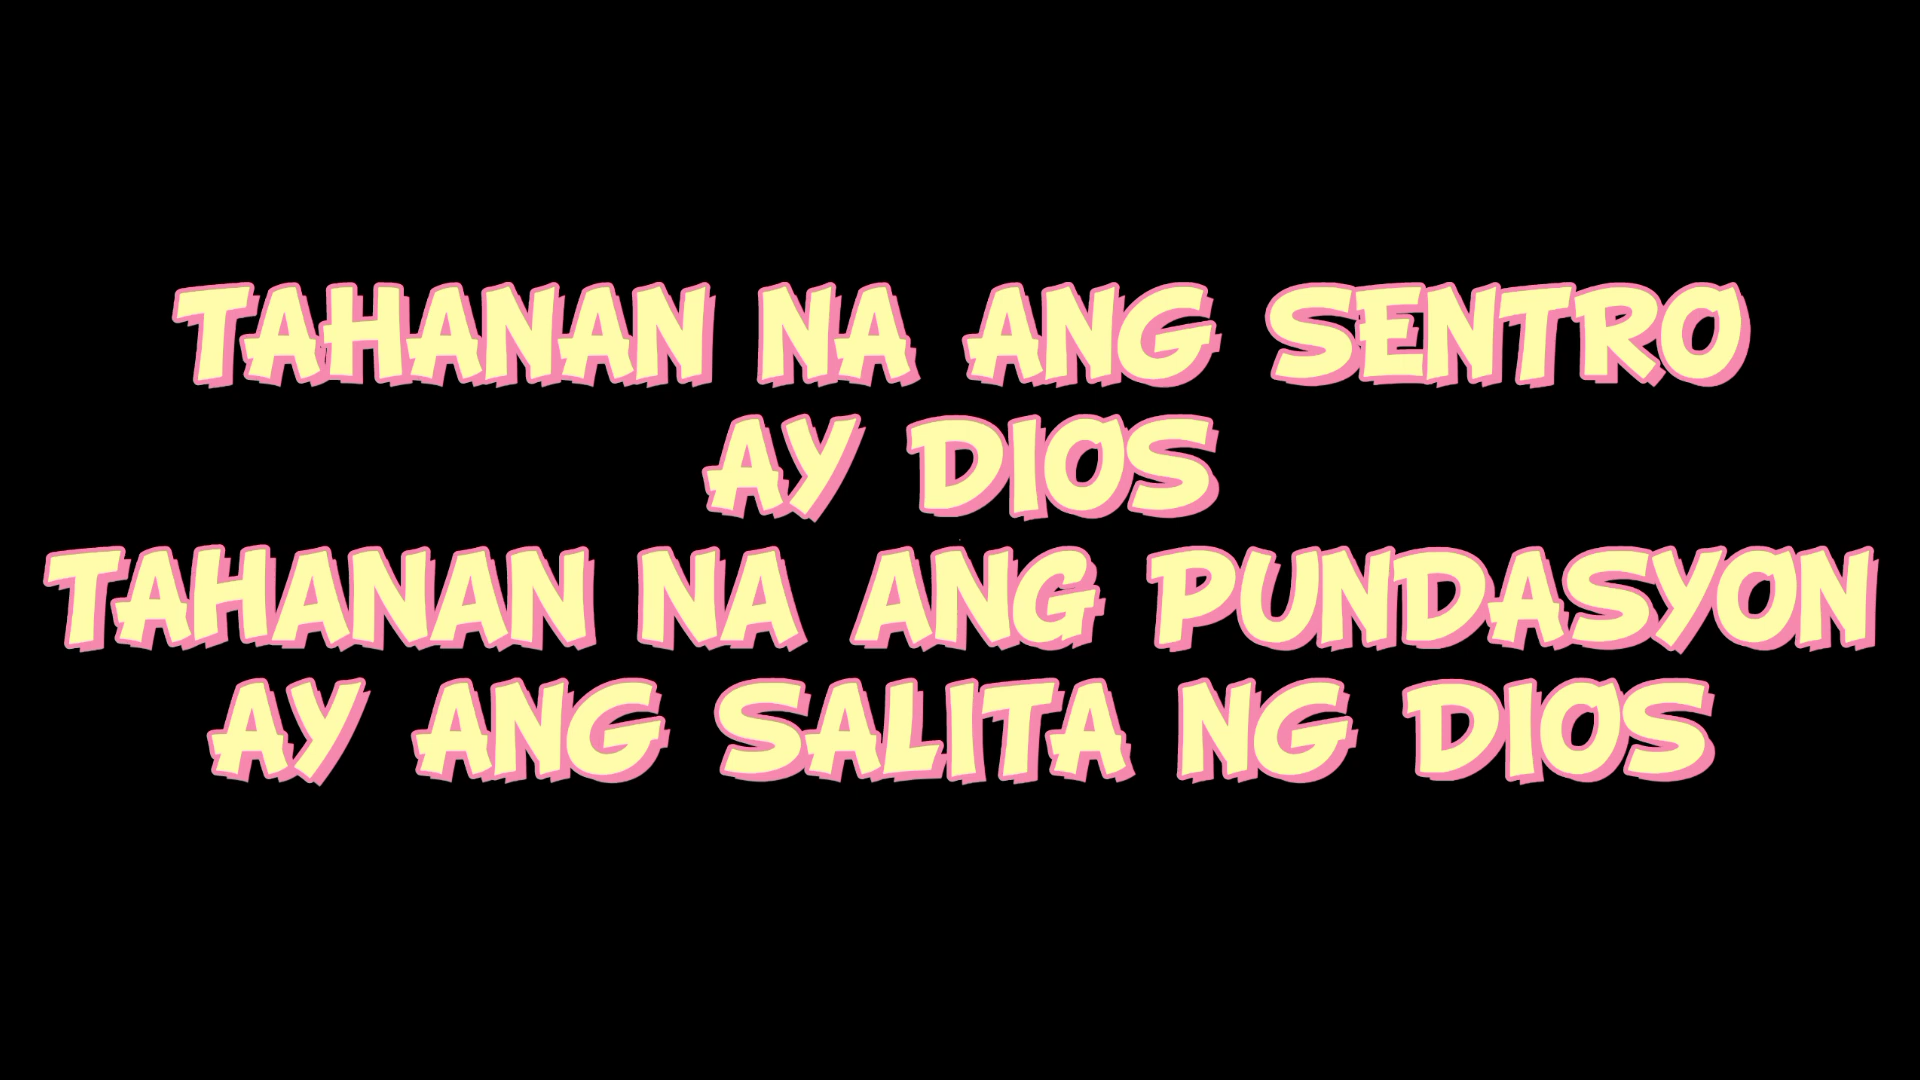 TAHANAN NA ANG SENTRO
AY DIOS
TAHANAN NA ANG PUNDASYON
AY ANG SALITA NG DIOS